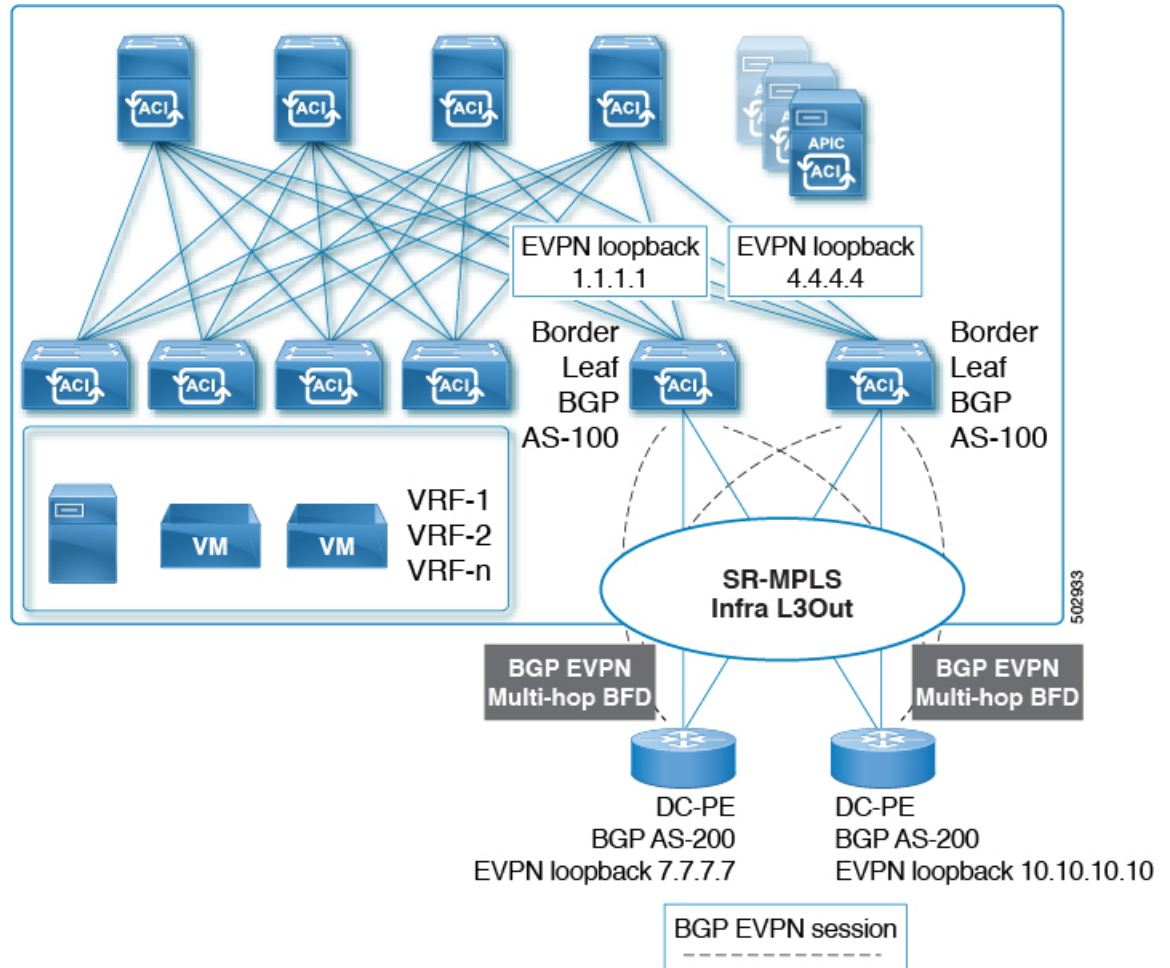 ACI
ACI
ACI
ACI
APIC
ACI
EVPN loopback
1.1.1.1
EVPN loopback
4.4.4.4
Border
Leaf
BGP
AS-100
Border
Leaf
BGP
AS-100
ACI
ACI
ACI
ACI
ACI
ACI
VM
VM
VRF-1
VRF-2
VRF-n
SR-MPLS
Infra L3Out
502933
BGP EVPN
Multi-hop BFD
BGP EVPN
Multi-hop BFD
DC-PE
BGP AS-200
EVPN loopback 7.7.7.7
DC-PE
BGP AS-200
EVPN loopback 10.10.10.10
BGP EVPN session